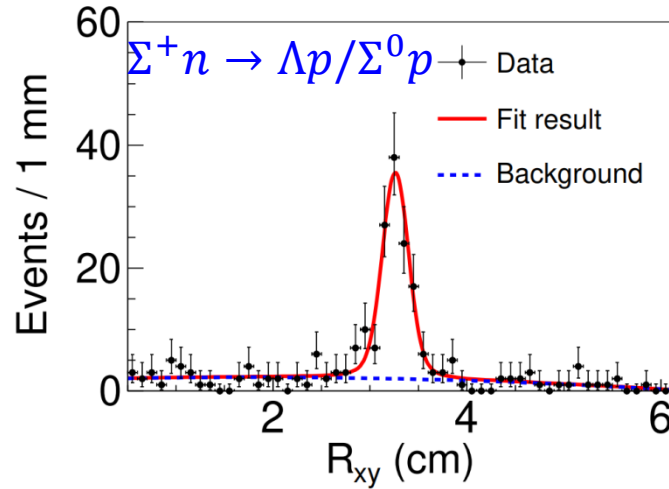 60
Σ⁺n → Λp/Σ⁰p
Data
Fit result
Background
40
20
0
Events / 1 mm
2
4
6
R_xy (cm)